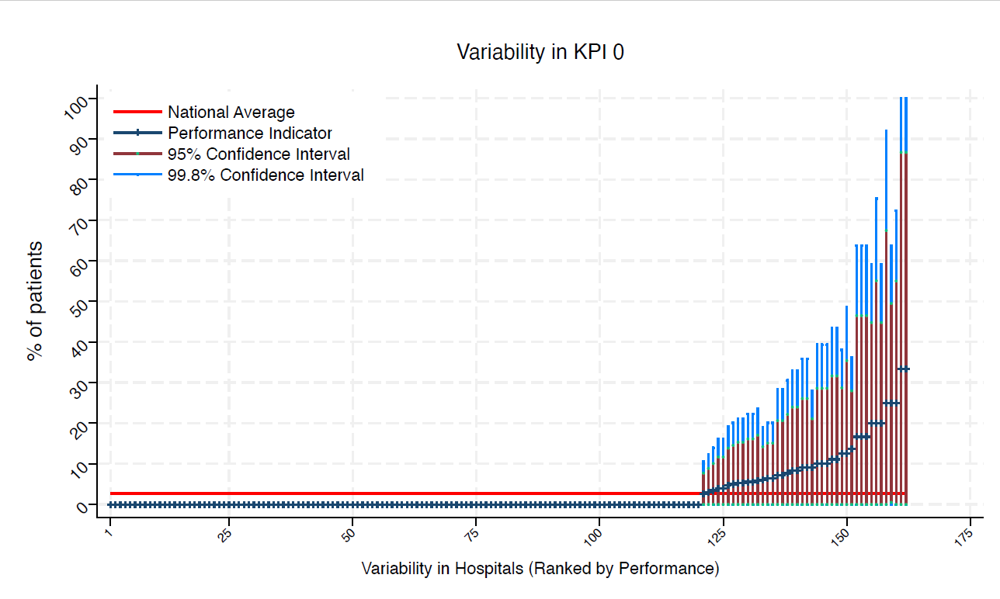 Variability in KPI 0
National Average
Performance Indicator
95% Confidence Interval
99.8% Confidence Interval
% of patients
100
90
80
70
60
50
40
30
20
10
0
1
25
50
75
100
125
150
175
Variability in Hospitals (Ranked by Performance)